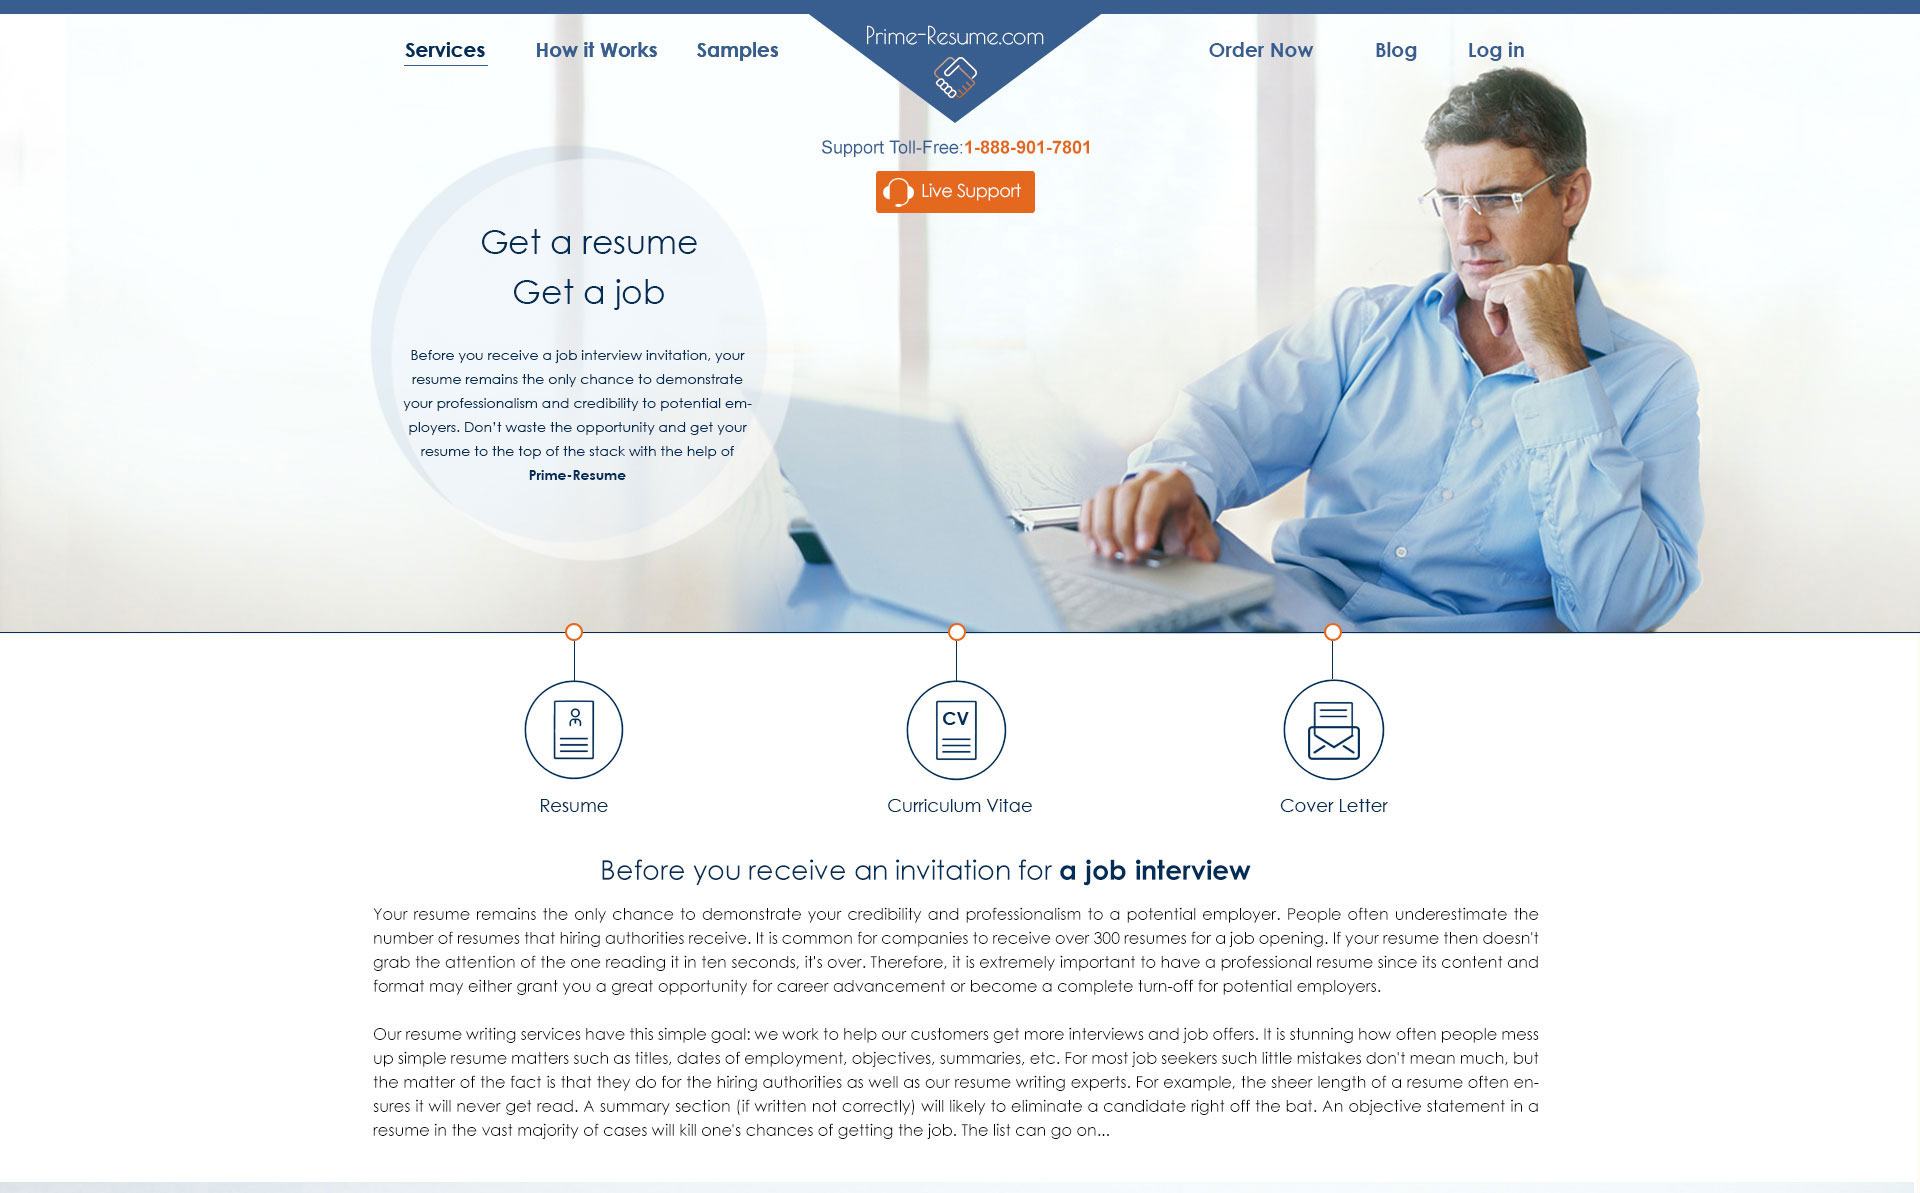 Services
How it Works
Samples
Prime-Resume.com
Order Now
Blog
Log in
Support Toll-Free:1-888-901-7801
Live Support
Get a resume
Get a job
Before you receive a job interview invitation, your
resume remains the only chance to demonstrate
your professionalism and credibility to potential em-
ployers. Don’t waste the opportunity and get your
resume to the top of the stack with the help of
Prime-Resume
CV
Resume
Curriculum Vitae
Cover Letter
Before you receive an invitation for a job interview
Your resume remains the only chance to demonstrate your credibility and professionalism to a potential employer. People often underestimate the
number of resumes that hiring authorities receive. It is common for companies to receive over 300 resumes for a job opening. If your resume then doesn't
grab the attention of the one reading it in ten seconds, it's over. Therefore, it is extremely important to have a professional resume since its content and
format may either grant you a great opportunity for career advancement or become a complete turn-off for potential employers.
Our resume writing services have this simple goal: we work to help our customers get more interviews and job offers. It is stunning how often people mess
up simple resume matters such as titles, dates of employment, objectives, summaries, etc. For most job seekers such little mistakes don't mean much, but
the matter of the fact is that they do for the hiring authorities as well as our resume writing experts. For example, the sheer length of a resume often en-
sures it will never get read. A summary section (if written not correctly) will likely to eliminate a candidate right off the bat. An objective statement in a
resume in the vast majority of cases will kill one's chances of getting the job. The list can go on...